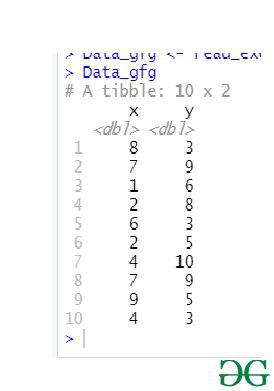 > Data_gfg <- read_ex
> Data_gfg
# A tibble: 10 x 2
x y
<dbl> <dbl>
1 8 3
2 7 9
3 1 6
4 2 8
5 6 3
6 2 5
7 4 10
8 7 9
9 9 5
10 4 3
>